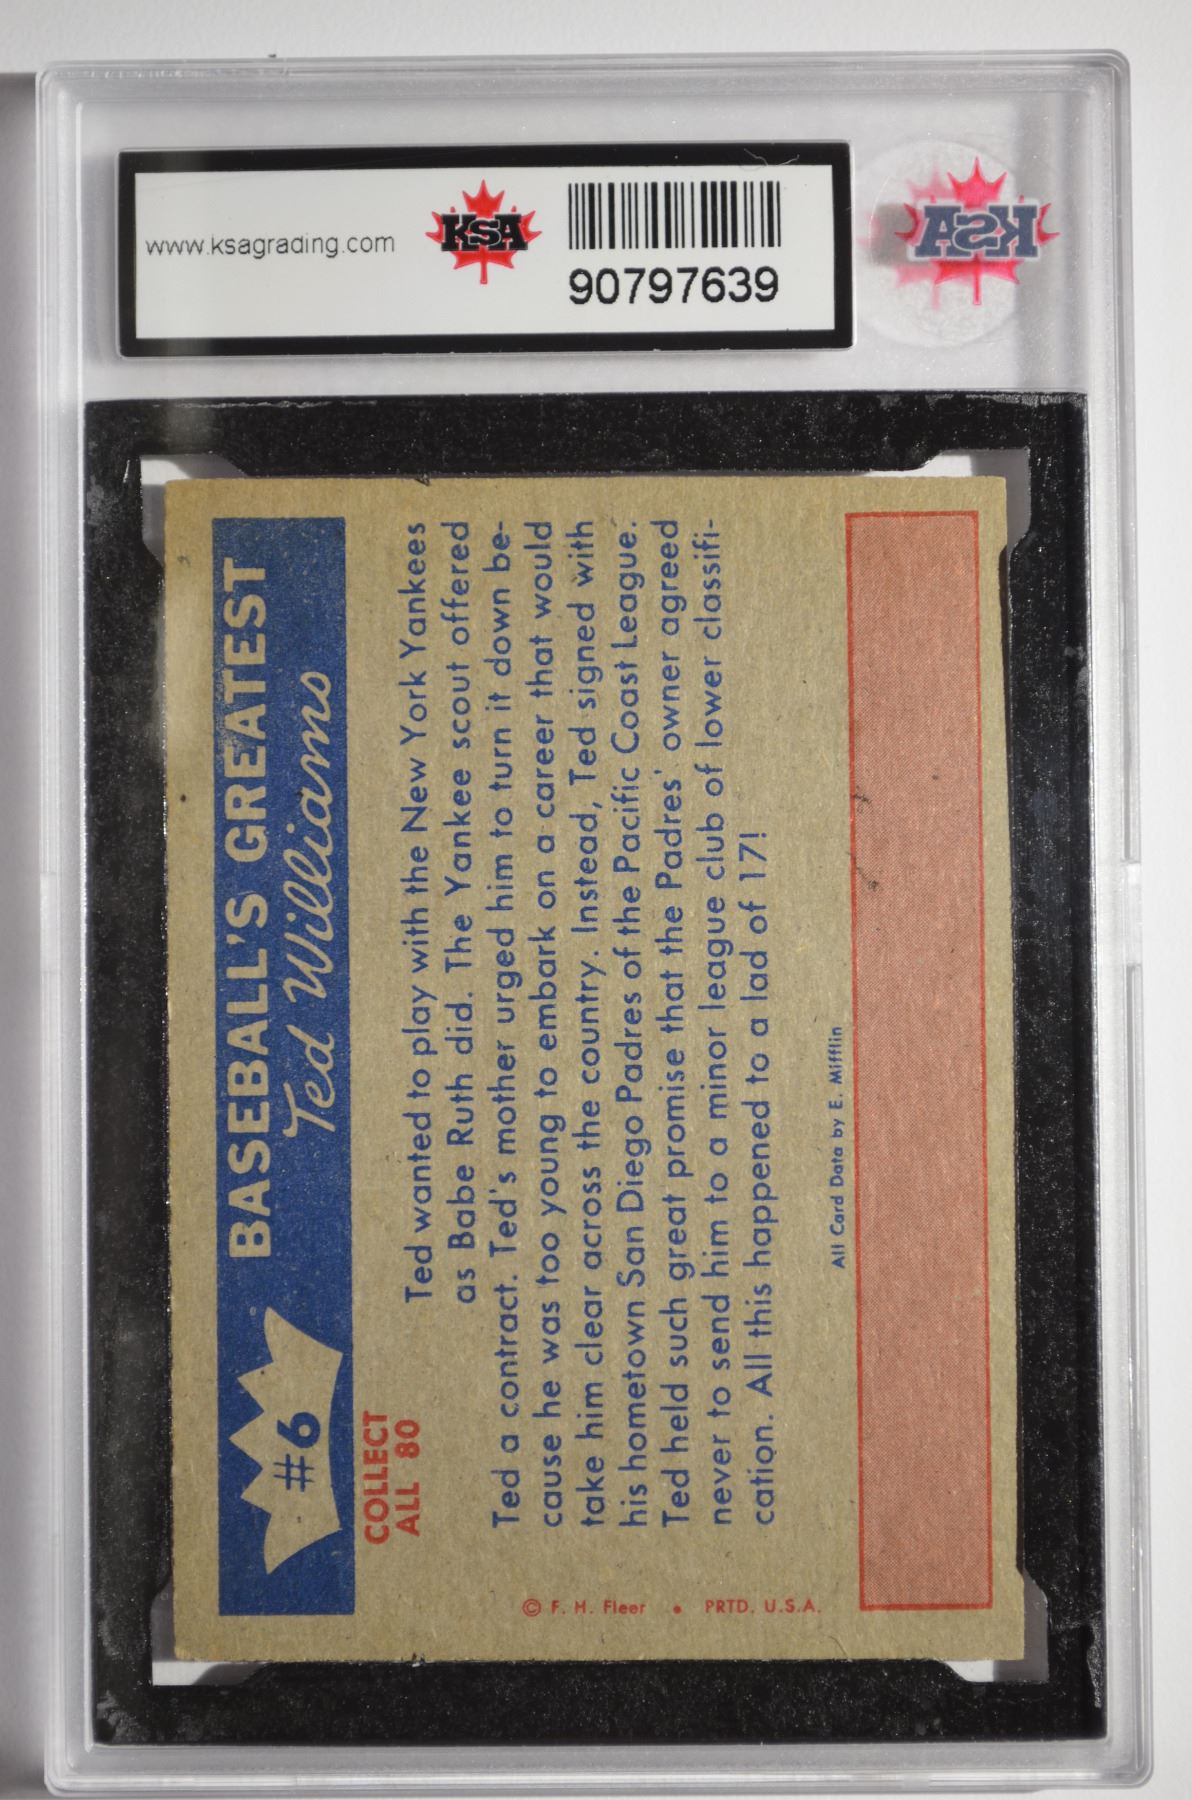 www.ksagrading.com
KSA
90797639
KSA
#6
BASEBALL'S GREATEST
Ted Williams
COLLECT
ALL 80
Ted wanted to play with the New York Yankees
as Babe Ruth did. The Yankee scout offered
Ted a contract. Ted's mother urged him to turn it down be-
cause he was too young to embark on a career that would
take him clear across the country. Instead, Ted signed with
his hometown San Diego Padres of the Pacific Coast League.
Ted held such great promise that the Padres' owner agreed
never to send him to a minor league club of lower classifi-
cation. All this happened to a lad of 17!
All Card Data by E. Mifflin
© F. H. Fleer • PRTD. U.S.A.